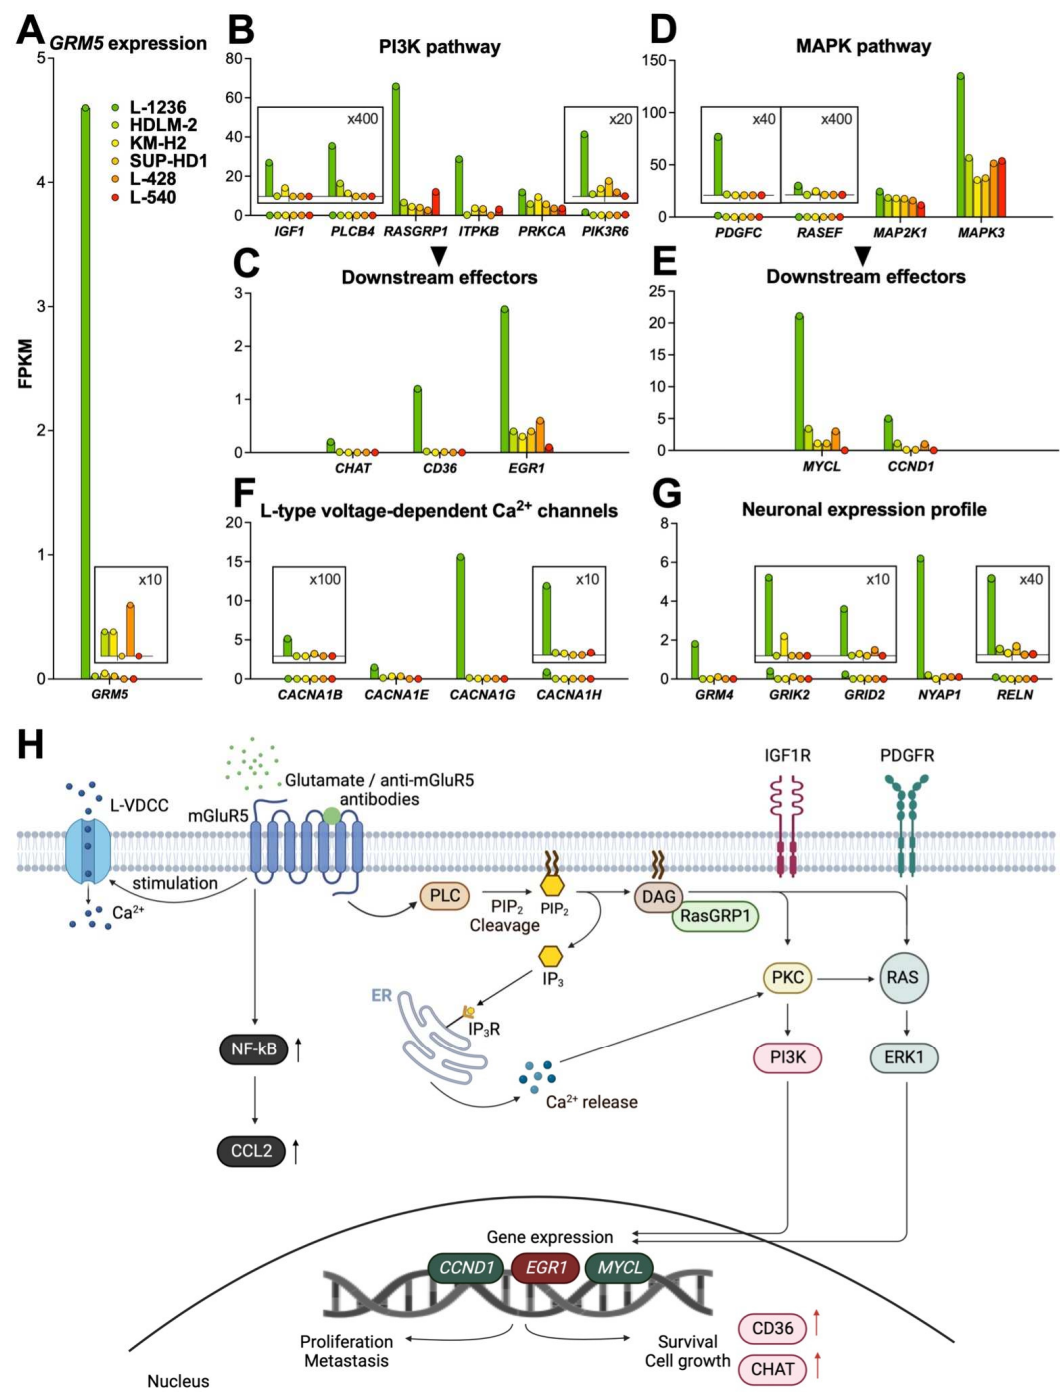 A
GRM5 expression
5
4
3
2
1
0
FPKM
L-1236
HDLM-2
KM-H2
SUP-HD1
L-428
L-540
x10
GRM5
B
PI3K pathway
80
60
40
20
0
x400
x20
IGF1 PLCB4 RASGRP1 ITPKB PRKCA PIK3R6
C
Downstream effectors
3
2
1
0
CHAT CD36 EGR1
D
MAPK pathway
150
100
50
0
x40
x400
PDGFC RASEF MAP2K1 MAPK3
E
Downstream effectors
25
20
15
10
5
0
MYCL CCND1
F
L-type voltage-dependent Ca2+ channels
20
15
10
5
0
x100
x10
CACNA1B CACNA1E CACNA1G CACNA1H
G
Neuronal expression profile
8
6
4
2
0
x10
x40
GRM4 GRIK2 GRID2 NYAP1 RELN
H
L-VDCC
mGluR5
Glutamate / anti-mGluR5
antibodies
IGF1R
PDGFR
stimulation
Ca2+
PLC
PIP2
Cleavage
PIP2
DAG
RasGRP1
IP3
ER
IP3R
Ca2+ release
PKC
RAS
PI3K
ERK1
NF-kB
CCL2
Gene expression
CCND1
EGR1
MYCL
Proliferation
Metastasis
Survival
Cell growth
CD36
CHAT
Nucleus